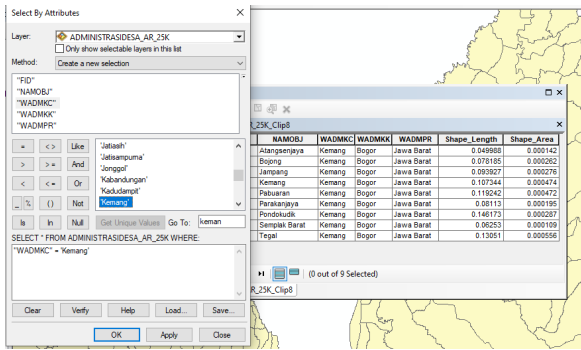 Select By Attributes
Layer: ADMINISTRASIDESA_AR_25K
Only show selectable layers in this list
Method: Create a new selection
"FID"
"NAMOBJ"
"WADMKC"
"WADMKK"
"WADMPR"
= <> Like
> >= And
< <= Or
_ % () Not
Is In Null
'Jatiasih'
'Jatisampurna'
'Jonggol'
'Kabandungan'
'Kadudampit'
'Kemang'
Get Unique Values Go To: keman
SELECT * FROM ADMINISTRASIDESA_AR_25K WHERE:
"WADMKC" = 'Kemang'
Clear Verify Help Load... Save...
OK Apply Close
_25K_Clip8
NAMOBJ WADMKC WADMKK WADMPR Shape_Length Shape_Area
Atangsenjaya Kemang Bogor Jawa Barat 0.049988 0.000142
Bojong Kemang Bogor Jawa Barat 0.078185 0.000262
Jampang Kemang Bogor Jawa Barat 0.093927 0.000276
Kemang Kemang Bogor Jawa Barat 0.107344 0.000474
Pabuaran Kemang Bogor Jawa Barat 0.119242 0.000472
Parakanjaya Kemang Bogor Jawa Barat 0.08113 0.000195
Pondokudik Kemang Bogor Jawa Barat 0.146173 0.000287
Semplak Barat Kemang Bogor Jawa Barat 0.06253 0.000109
Tegal Kemang Bogor Jawa Barat 0.13051 0.000556
(0 out of 9 Selected)
R_25K_Clip8